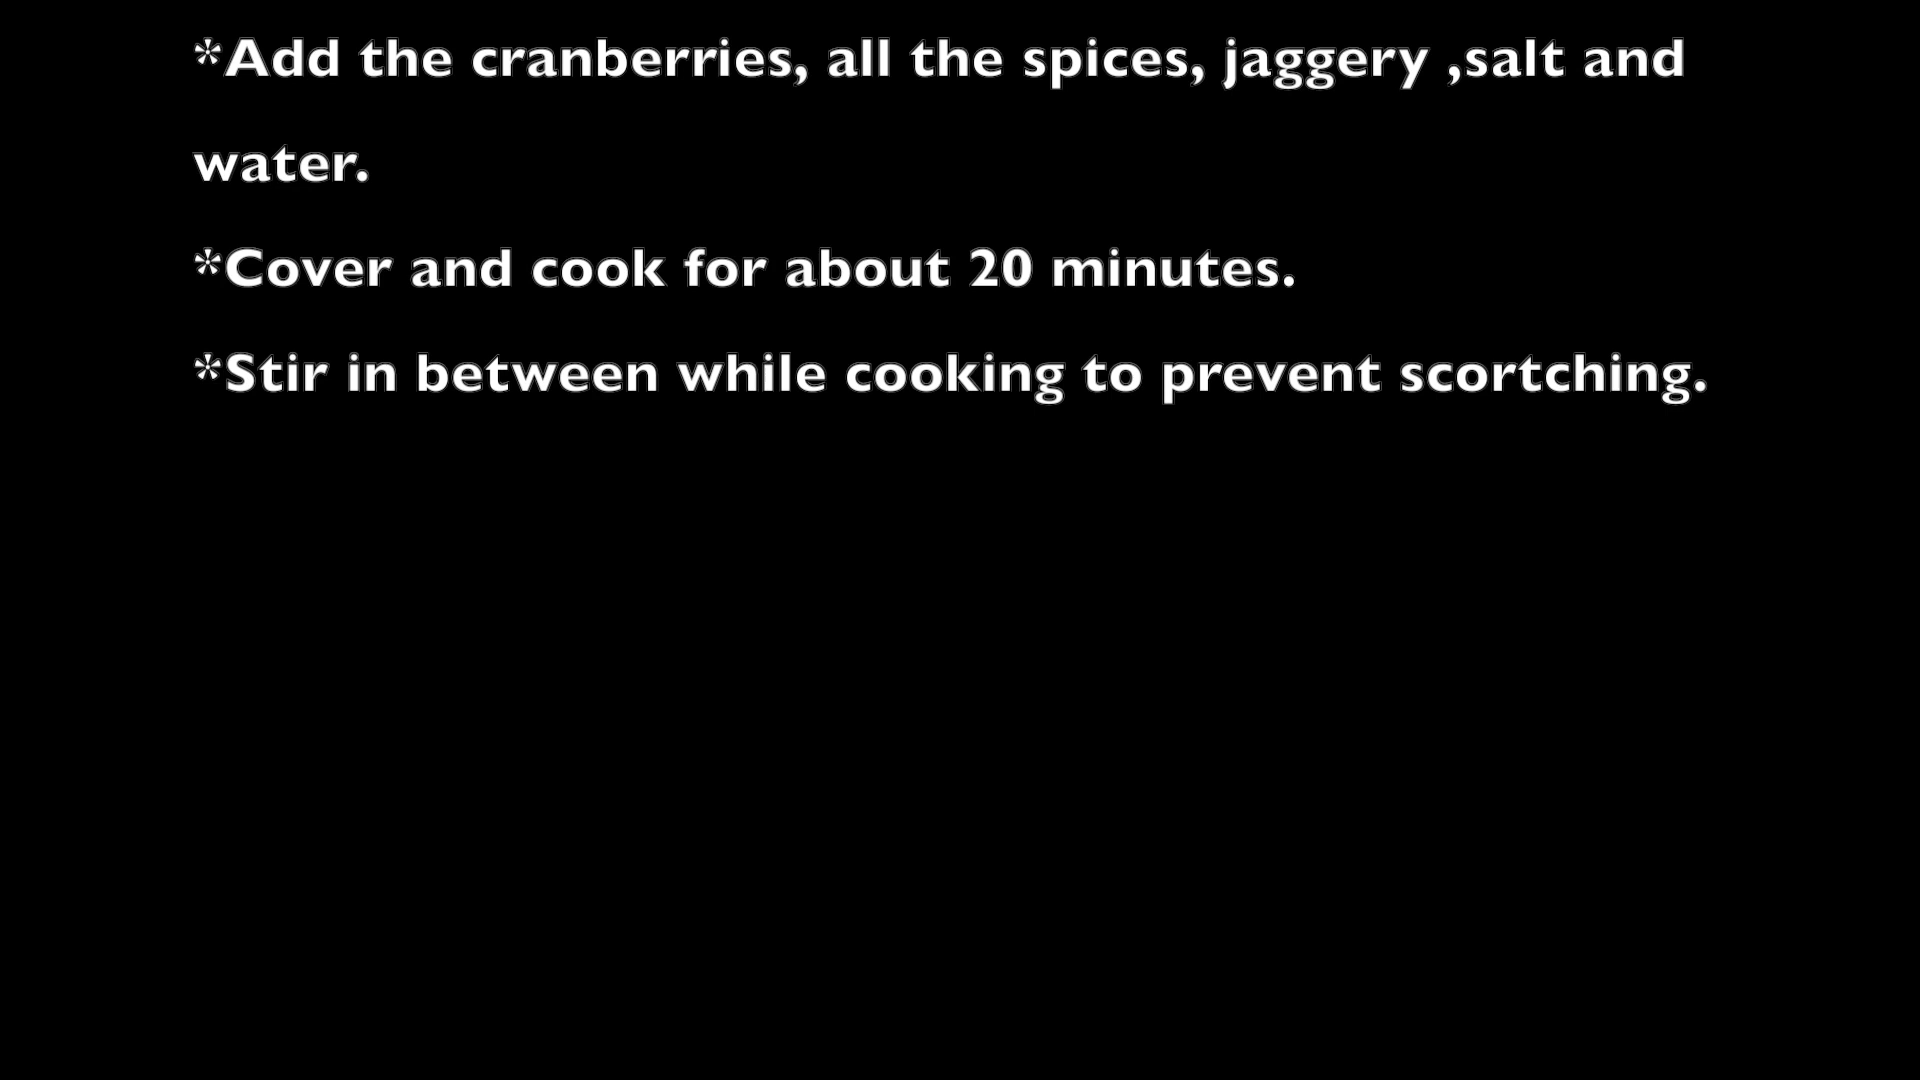 *Add the cranberries, all the spices, jaggery ,salt and
water.
*Cover and cook for about 20 minutes.
*Stir in between while cooking to prevent scortching.